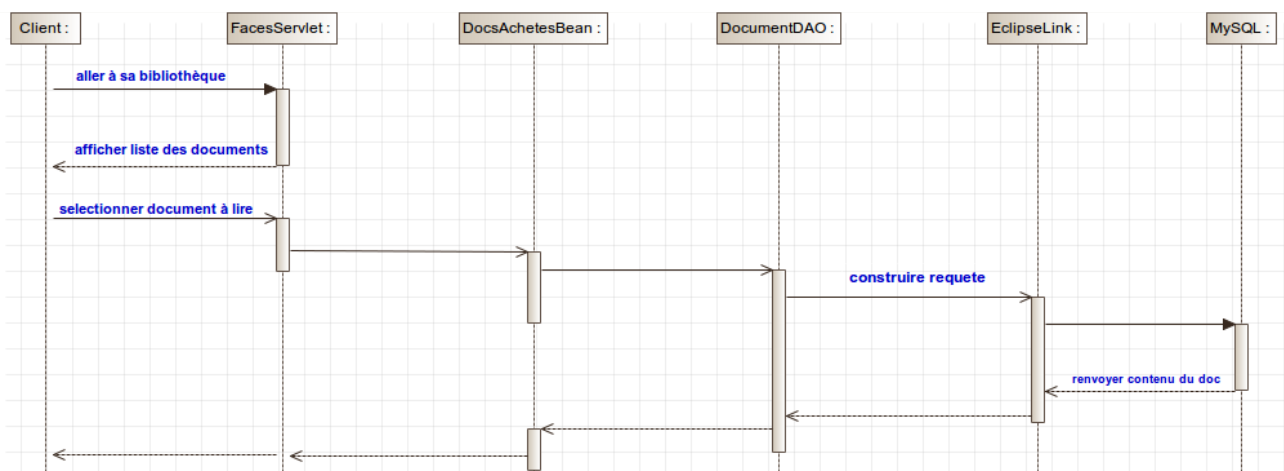 Client :
FacesServlet :
DocsAchetesBean :
DocumentDAO :
EclipseLink :
MySQL :
aller à sa bibliothèque
afficher liste des documents
selectionner document à lire
construire requete
renvoyer contenu du doc